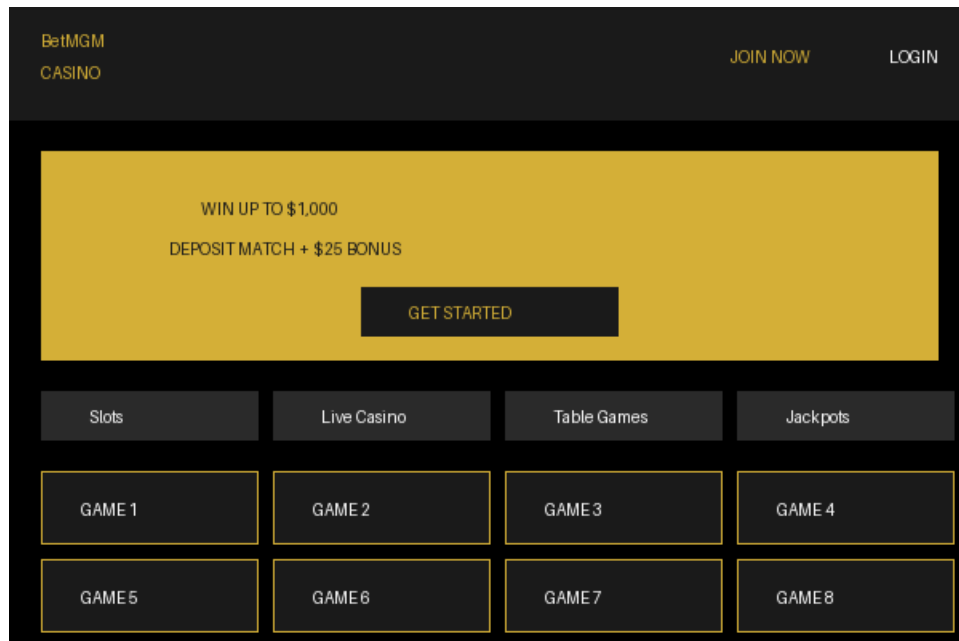 BetMGM
CASINO
JOIN NOW
LOGIN
WIN UP TO $1,000
DEPOSIT MATCH + $25 BONUS
GET STARTED
Slots
Live Casino
Table Games
Jackpots
GAME 1
GAME 2
GAME 3
GAME 4
GAME 5
GAME 6
GAME 7
GAME 8